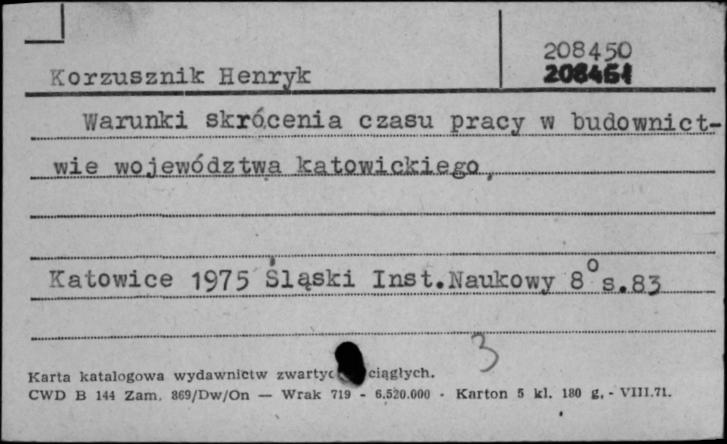 208450
Korzusznik Henryk 208451
Warunki skrócenia czasu pracy w budownict-
wie województwa katowickiego,
Katowice 1975 Śląski Inst.Naukowy 8° s.83
3
Karta katalogowa wydawnictw ciągłych.
CWD B 144 Zam. 869/Dw/On — Wrak 719 - 6.520.000 - Karton 5 kl. 180 g. - VIII.71.